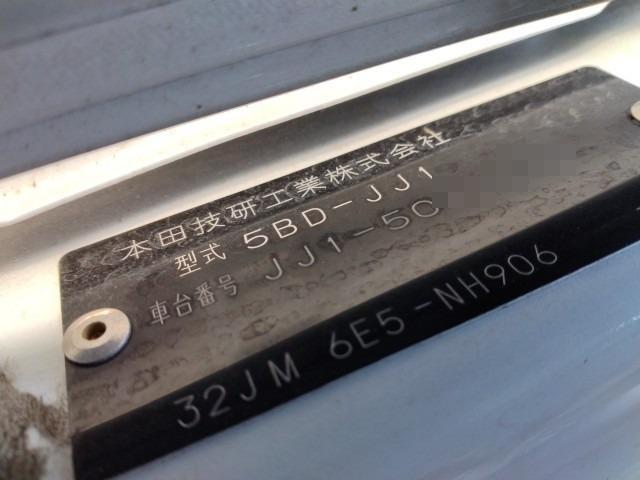 本田技研工業株式会社
型式 5BD-JJ1
車台番号 JJ1-5C
32JM 6E5-NH906